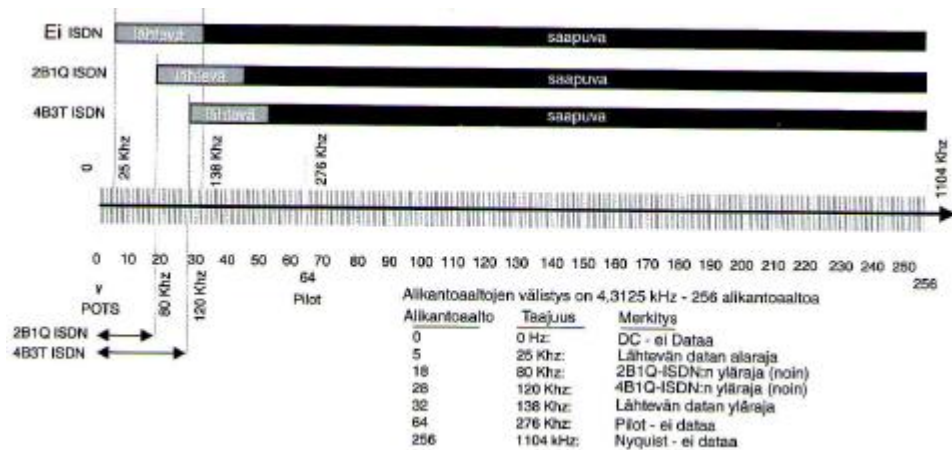 Ei ISDN lähtevä saapuva
2B1Q ISDN lähtevä saapuva
4B3T ISDN lähtevä saapuva
0 25 Khz 138 Khz 276 Khz 1104 Khz
0 10 20 30 40 50 60 70 80 90 100 110 120 130 140 150 160 170 180 190 200 210 220 230 240 250
64 256
POTS 80 Khz 120 Khz Pilot
2B1Q ISDN
4B3T ISDN
Alikantoaaltojen välistys on 4,3125 kHz - 256 alikantoaaltoa
Alikantoaalto Taajuus Merkitys
0 0 Hz: DC - ei Dataa
5 25 Khz: Lähtevän datan alaraja
18 80 Khz: 2B1Q-ISDN:n yläraja (noin)
28 120 Khz: 4B1Q-ISDN:n yläraja (noin)
32 138 Khz: Lähtevän datan yläraja
64 276 Khz: Pilot - ei dataa
256 1104 kHz: Nyquist - ei dataa